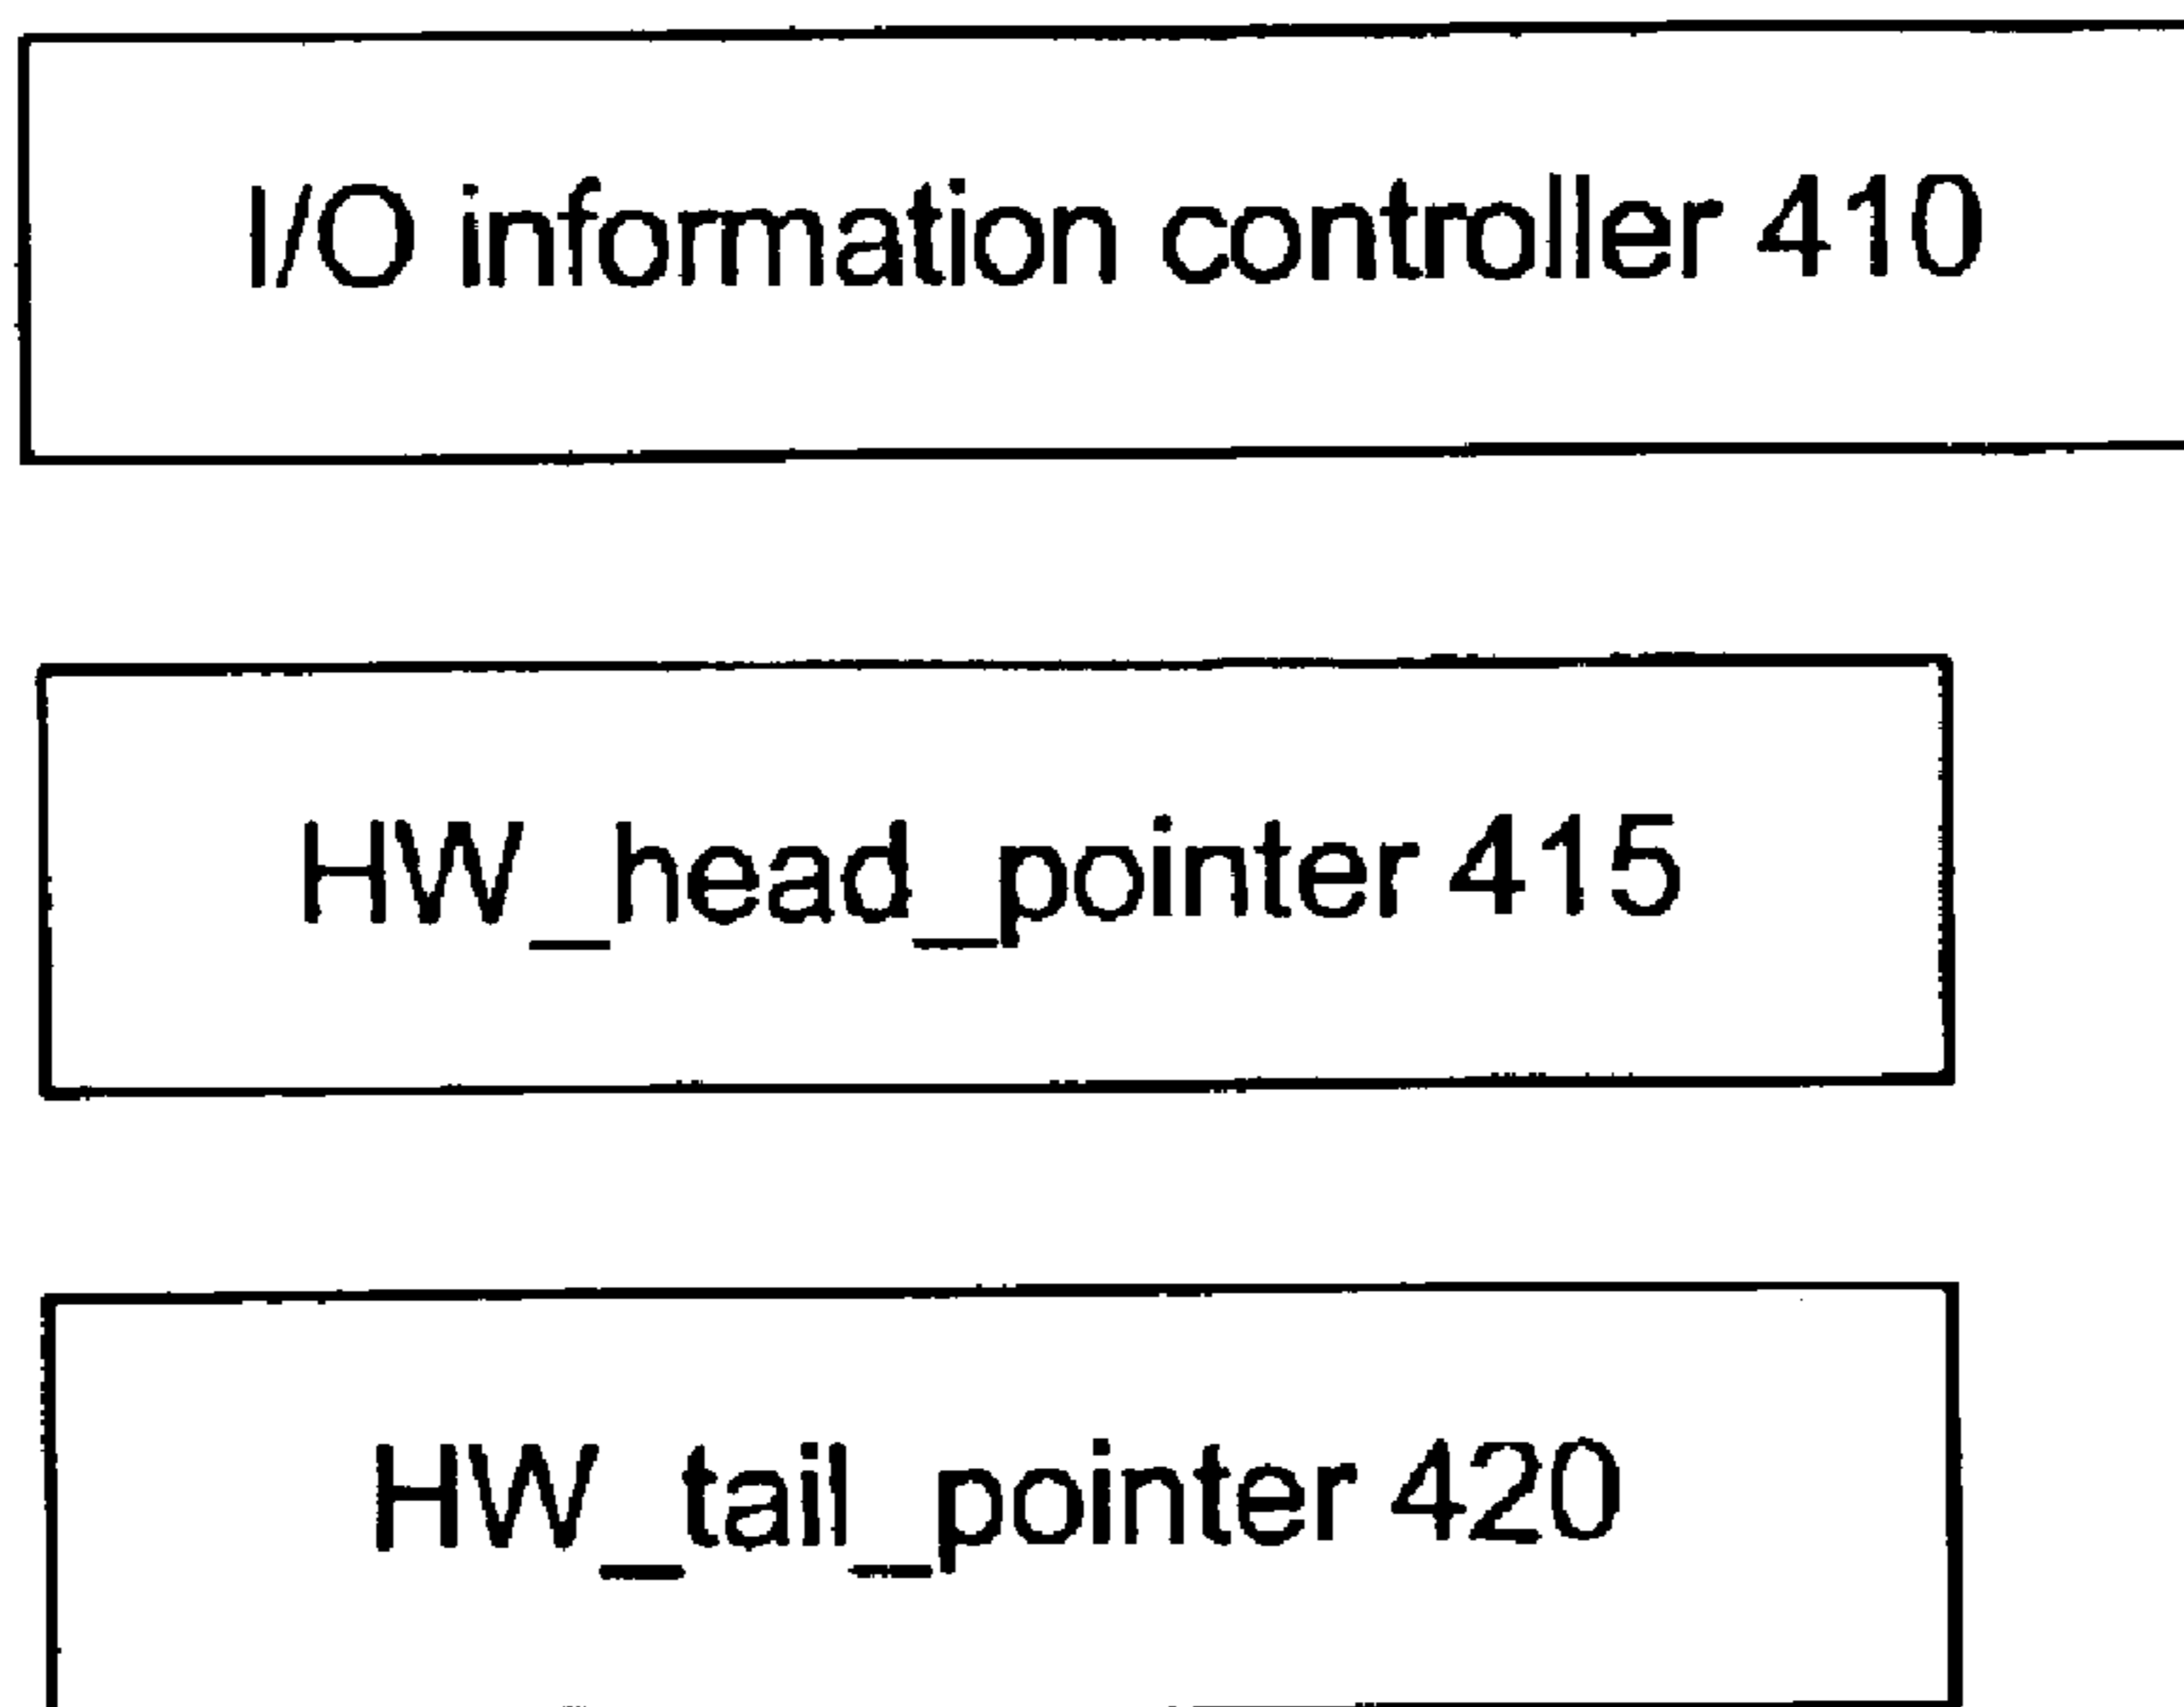 I/O information controller 410
HW_head_pointer 415
HW_tail_pointer 420